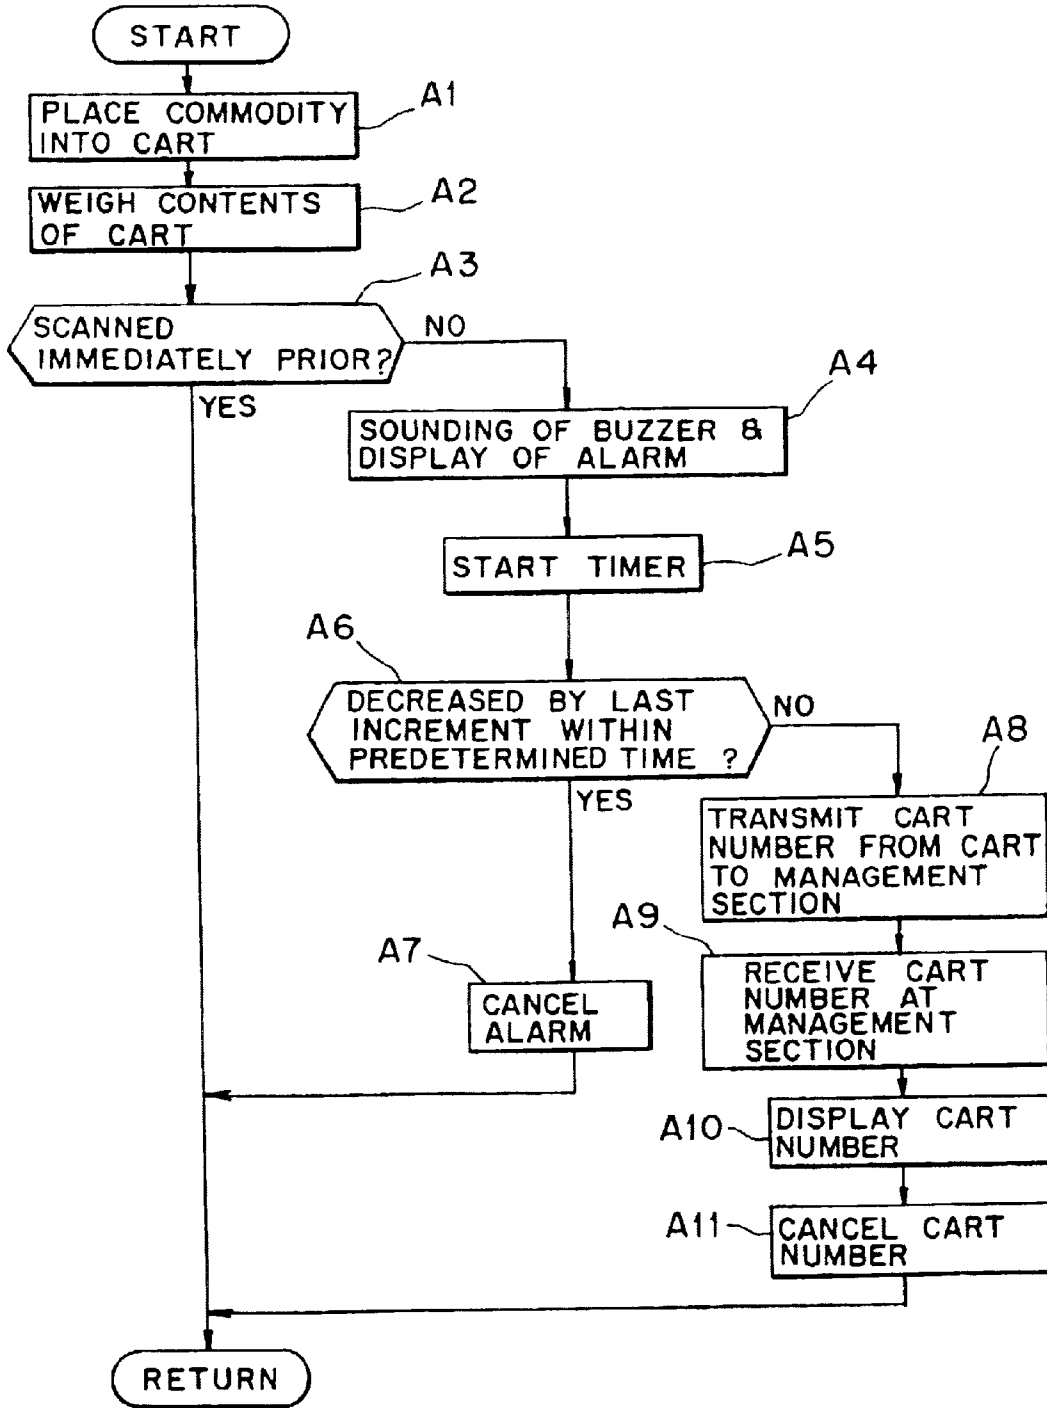 START
A1
PLACE COMMODITY
INTO CART
A2
WEIGH CONTENTS
OF CART
A3
SCANNED
IMMEDIATELY PRIOR?
NO
YES
A4
SOUNDING OF BUZZER &
DISPLAY OF ALARM
A5
START TIMER
A6
DECREASED BY LAST
INCREMENT WITHIN
PREDETERMINED TIME ?
NO
YES
A8
TRANSMIT CART
NUMBER FROM CART
TO MANAGEMENT
SECTION
A9
RECEIVE CART
NUMBER AT
MANAGEMENT
SECTION
A7
CANCEL
ALARM
A10
DISPLAY CART
NUMBER
A11
CANCEL CART
NUMBER
RETURN